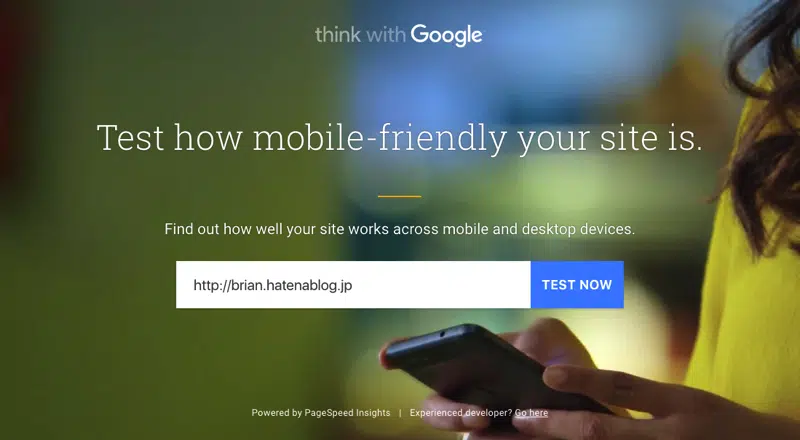 think with Google
Test how mobile-friendly your site is.
Find out how well your site works across mobile and desktop devices.
http://brian.hatenablog.jp
TEST NOW
Powered by PageSpeed Insights | Experienced developer? Go here